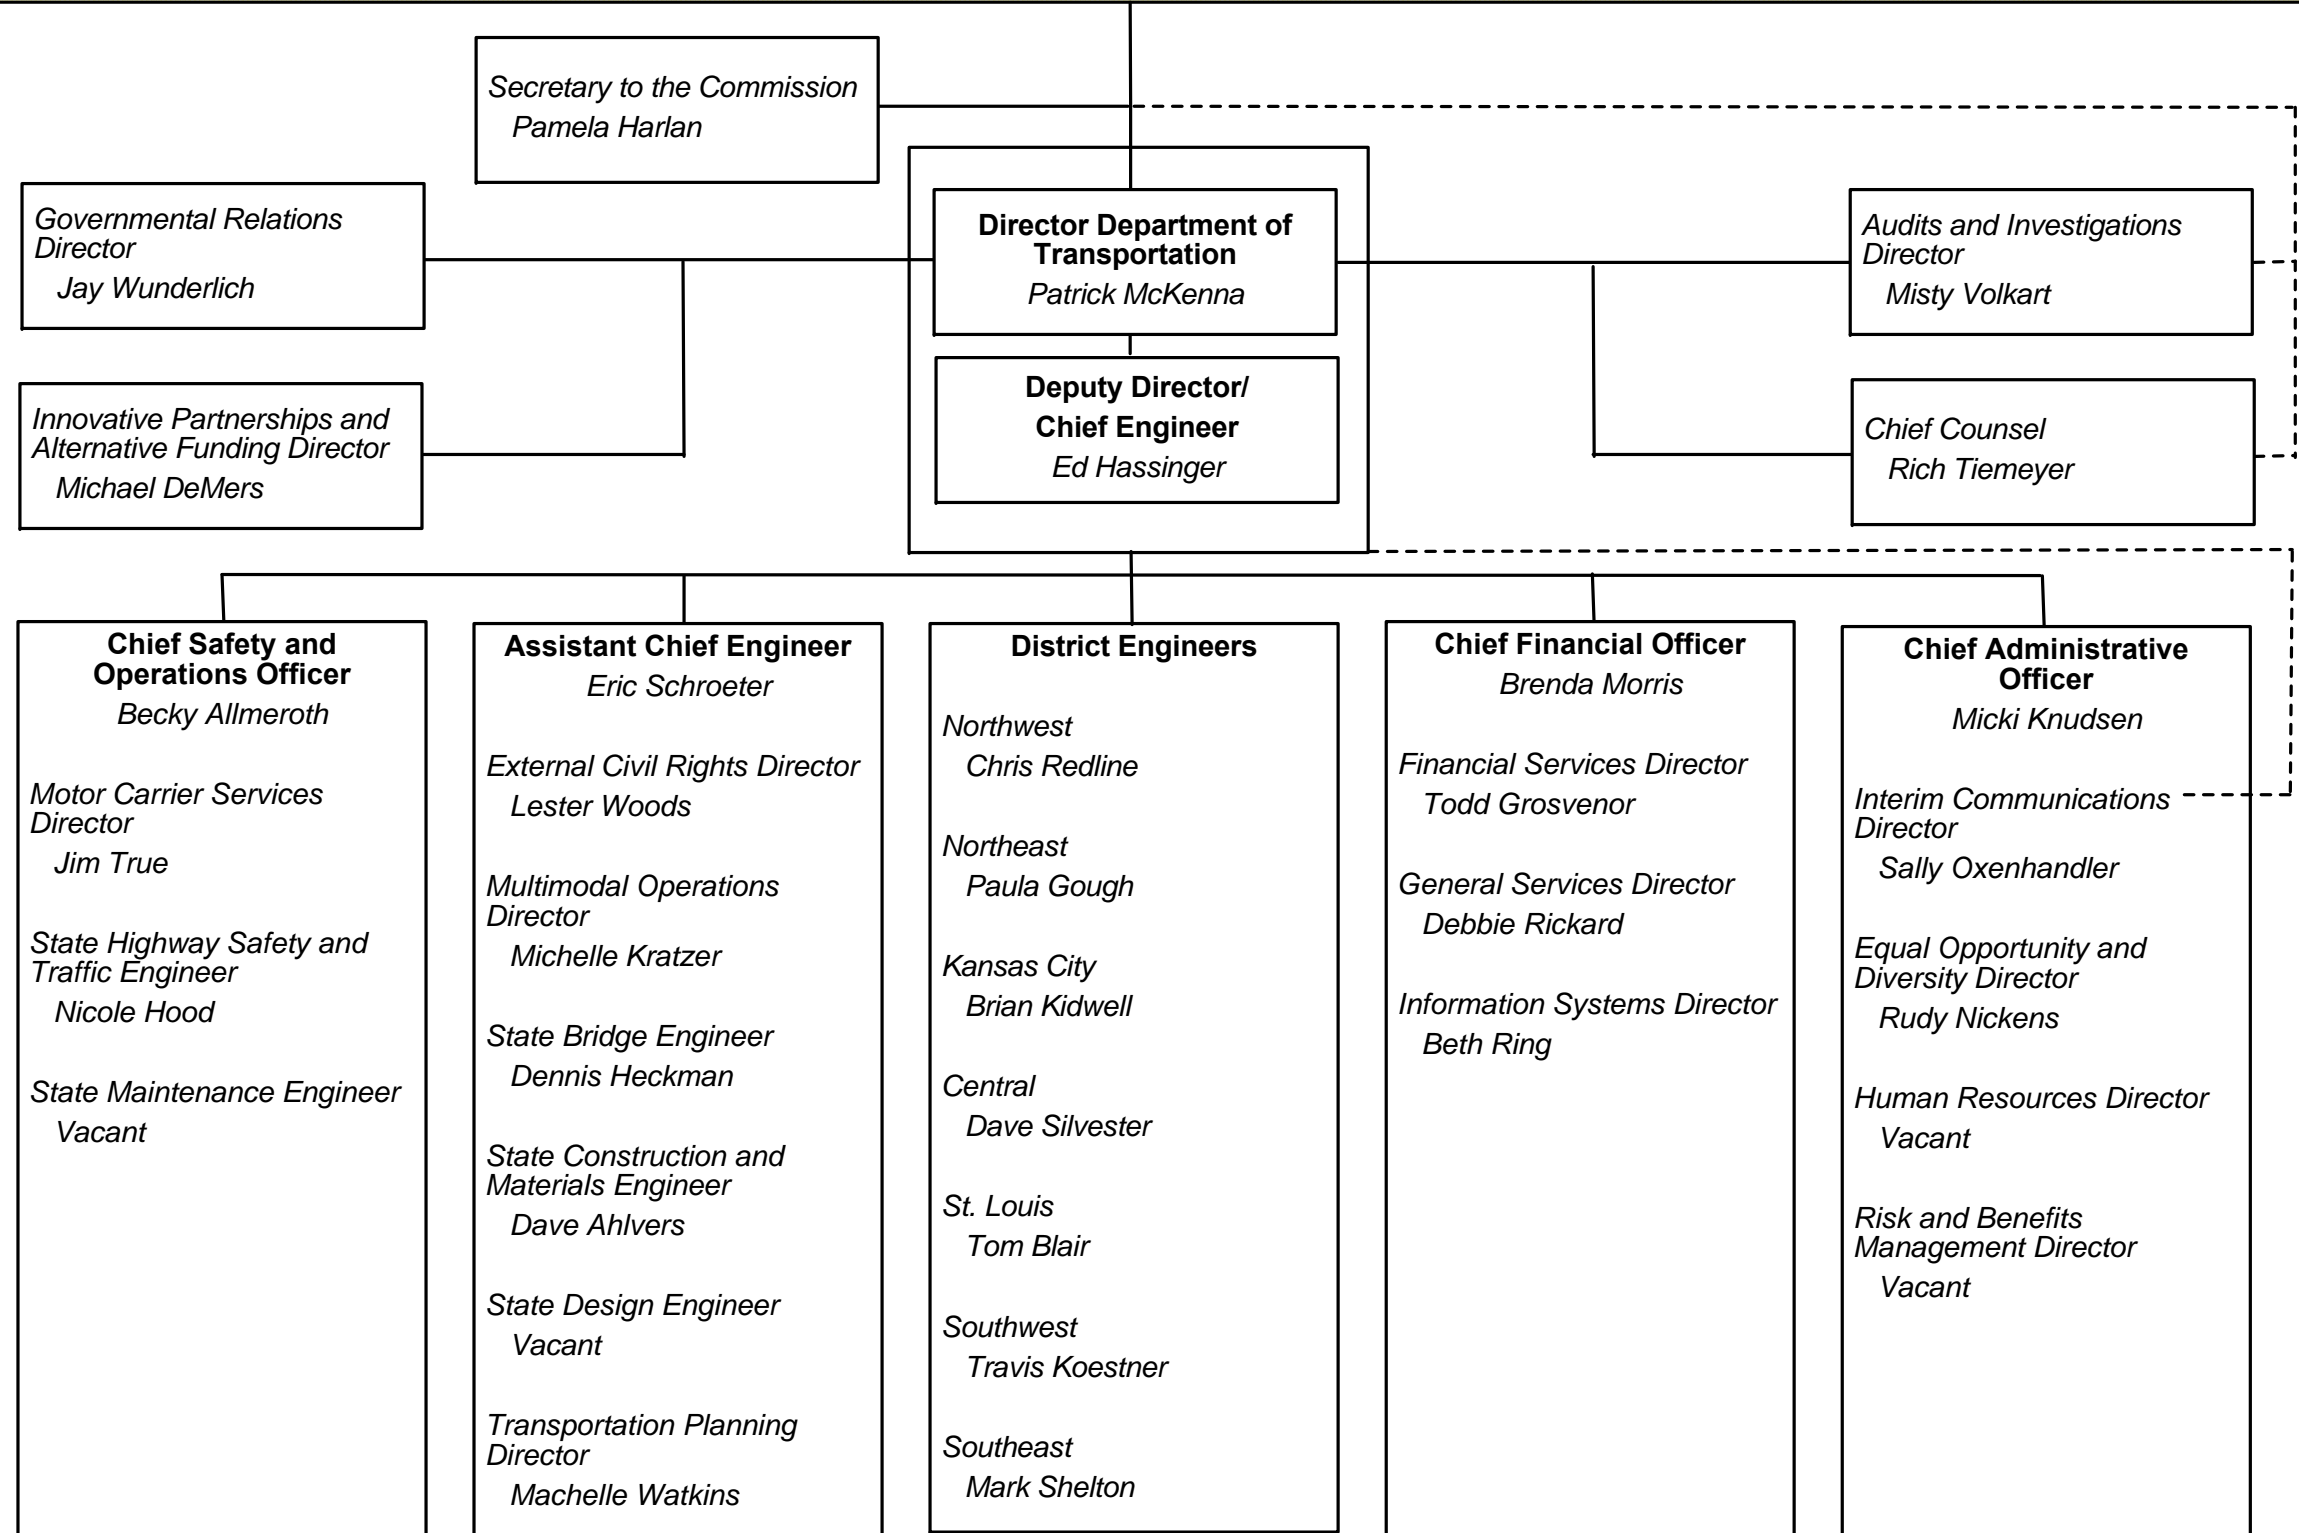 Secretary to the Commission
Pamela Harlan
Governmental Relations
Director
Jay Wunderlich
Director Department of
Transportation
Patrick McKenna
Audits and Investigations
Director
Misty Volkart
Innovative Partnerships and
Alternative Funding Director
Michael DeMers
Deputy Director/
Chief Engineer
Ed Hassinger
Chief Counsel
Rich Tiemeyer
Chief Safety and
Operations Officer
Becky Allmeroth
Motor Carrier Services
Director
Jim True
State Highway Safety and
Traffic Engineer
Nicole Hood
State Maintenance Engineer
Vacant
Assistant Chief Engineer
Eric Schroeter
External Civil Rights Director
Lester Woods
Multimodal Operations
Director
Michelle Kratzer
State Bridge Engineer
Dennis Heckman
State Construction and
Materials Engineer
Dave Ahlvers
State Design Engineer
Vacant
Transportation Planning
Director
Machelle Watkins
District Engineers
Northwest
Chris Redline
Northeast
Paula Gough
Kansas City
Brian Kidwell
Central
Dave Silvester
St. Louis
Tom Blair
Southwest
Travis Koestner
Southeast
Mark Shelton
Chief Financial Officer
Brenda Morris
Financial Services Director
Todd Grosvenor
General Services Director
Debbie Rickard
Information Systems Director
Beth Ring
Chief Administrative
Officer
Micki Knudsen
Interim Communications
Director
Sally Oxenhandler
Equal Opportunity and
Diversity Director
Rudy Nickens
Human Resources Director
Vacant
Risk and Benefits
Management Director
Vacant